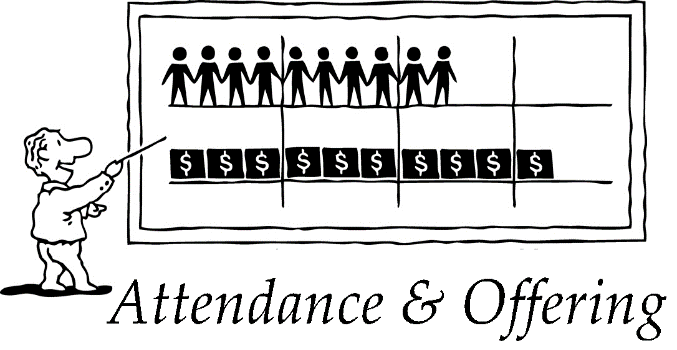 $ $ $ $ $ $ $ $ $ $
Attendance & Offering